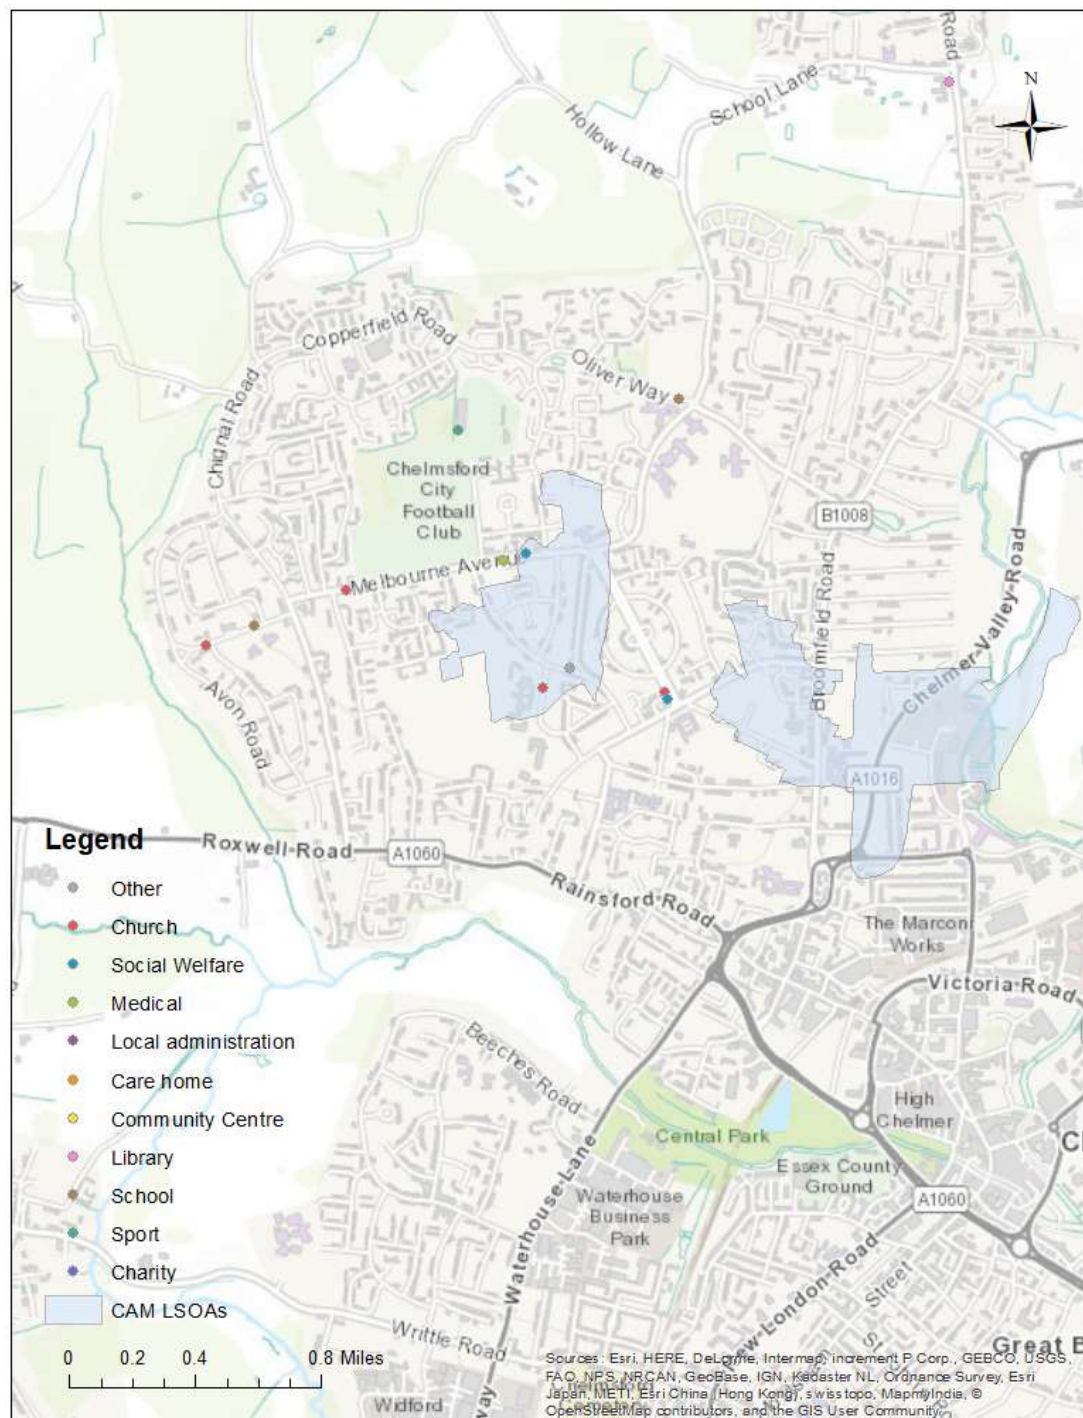 Road
N
School Lane
Hollow Lane
Copperfield Road
Oliver Way
Chignal Road
Chelmsford
City
Football
Club
B1008
Melbourne Avenue
Broomfield Road
Chelmer-Valley-Road
Avon Road
A1016
Legend
Roxwell-Road
A1060
Rainsford-Road
Other
Church
Social Welfare
Medical
Local administration
Care home
Community Centre
Library
School
Sport
Charity
CAM LSOAs
The Marconi
Works
Victoria-Road
Beeches Road
High
Chelmer
Central Park
Essex County
Ground
Waterhouse-Lane
Waterhouse
Business
Park
A1060
New-London-Road
Street
Writtle Road
Great B
0 0.2 0.4 0.8 Miles
Widford
way
Sources: Esri, HERE, DeLorme, Intermap, increment P Corp., GEBCO, USGS,
FAO, NPS, NRCAN, GeoBase, IGN, Kadaster NL, Ordnance Survey, Esri
Japan, METI, Esri China (Hong Kong), swisstopo, MapmyIndia, ©
OpenStreetMap contributors, and the GIS User Community